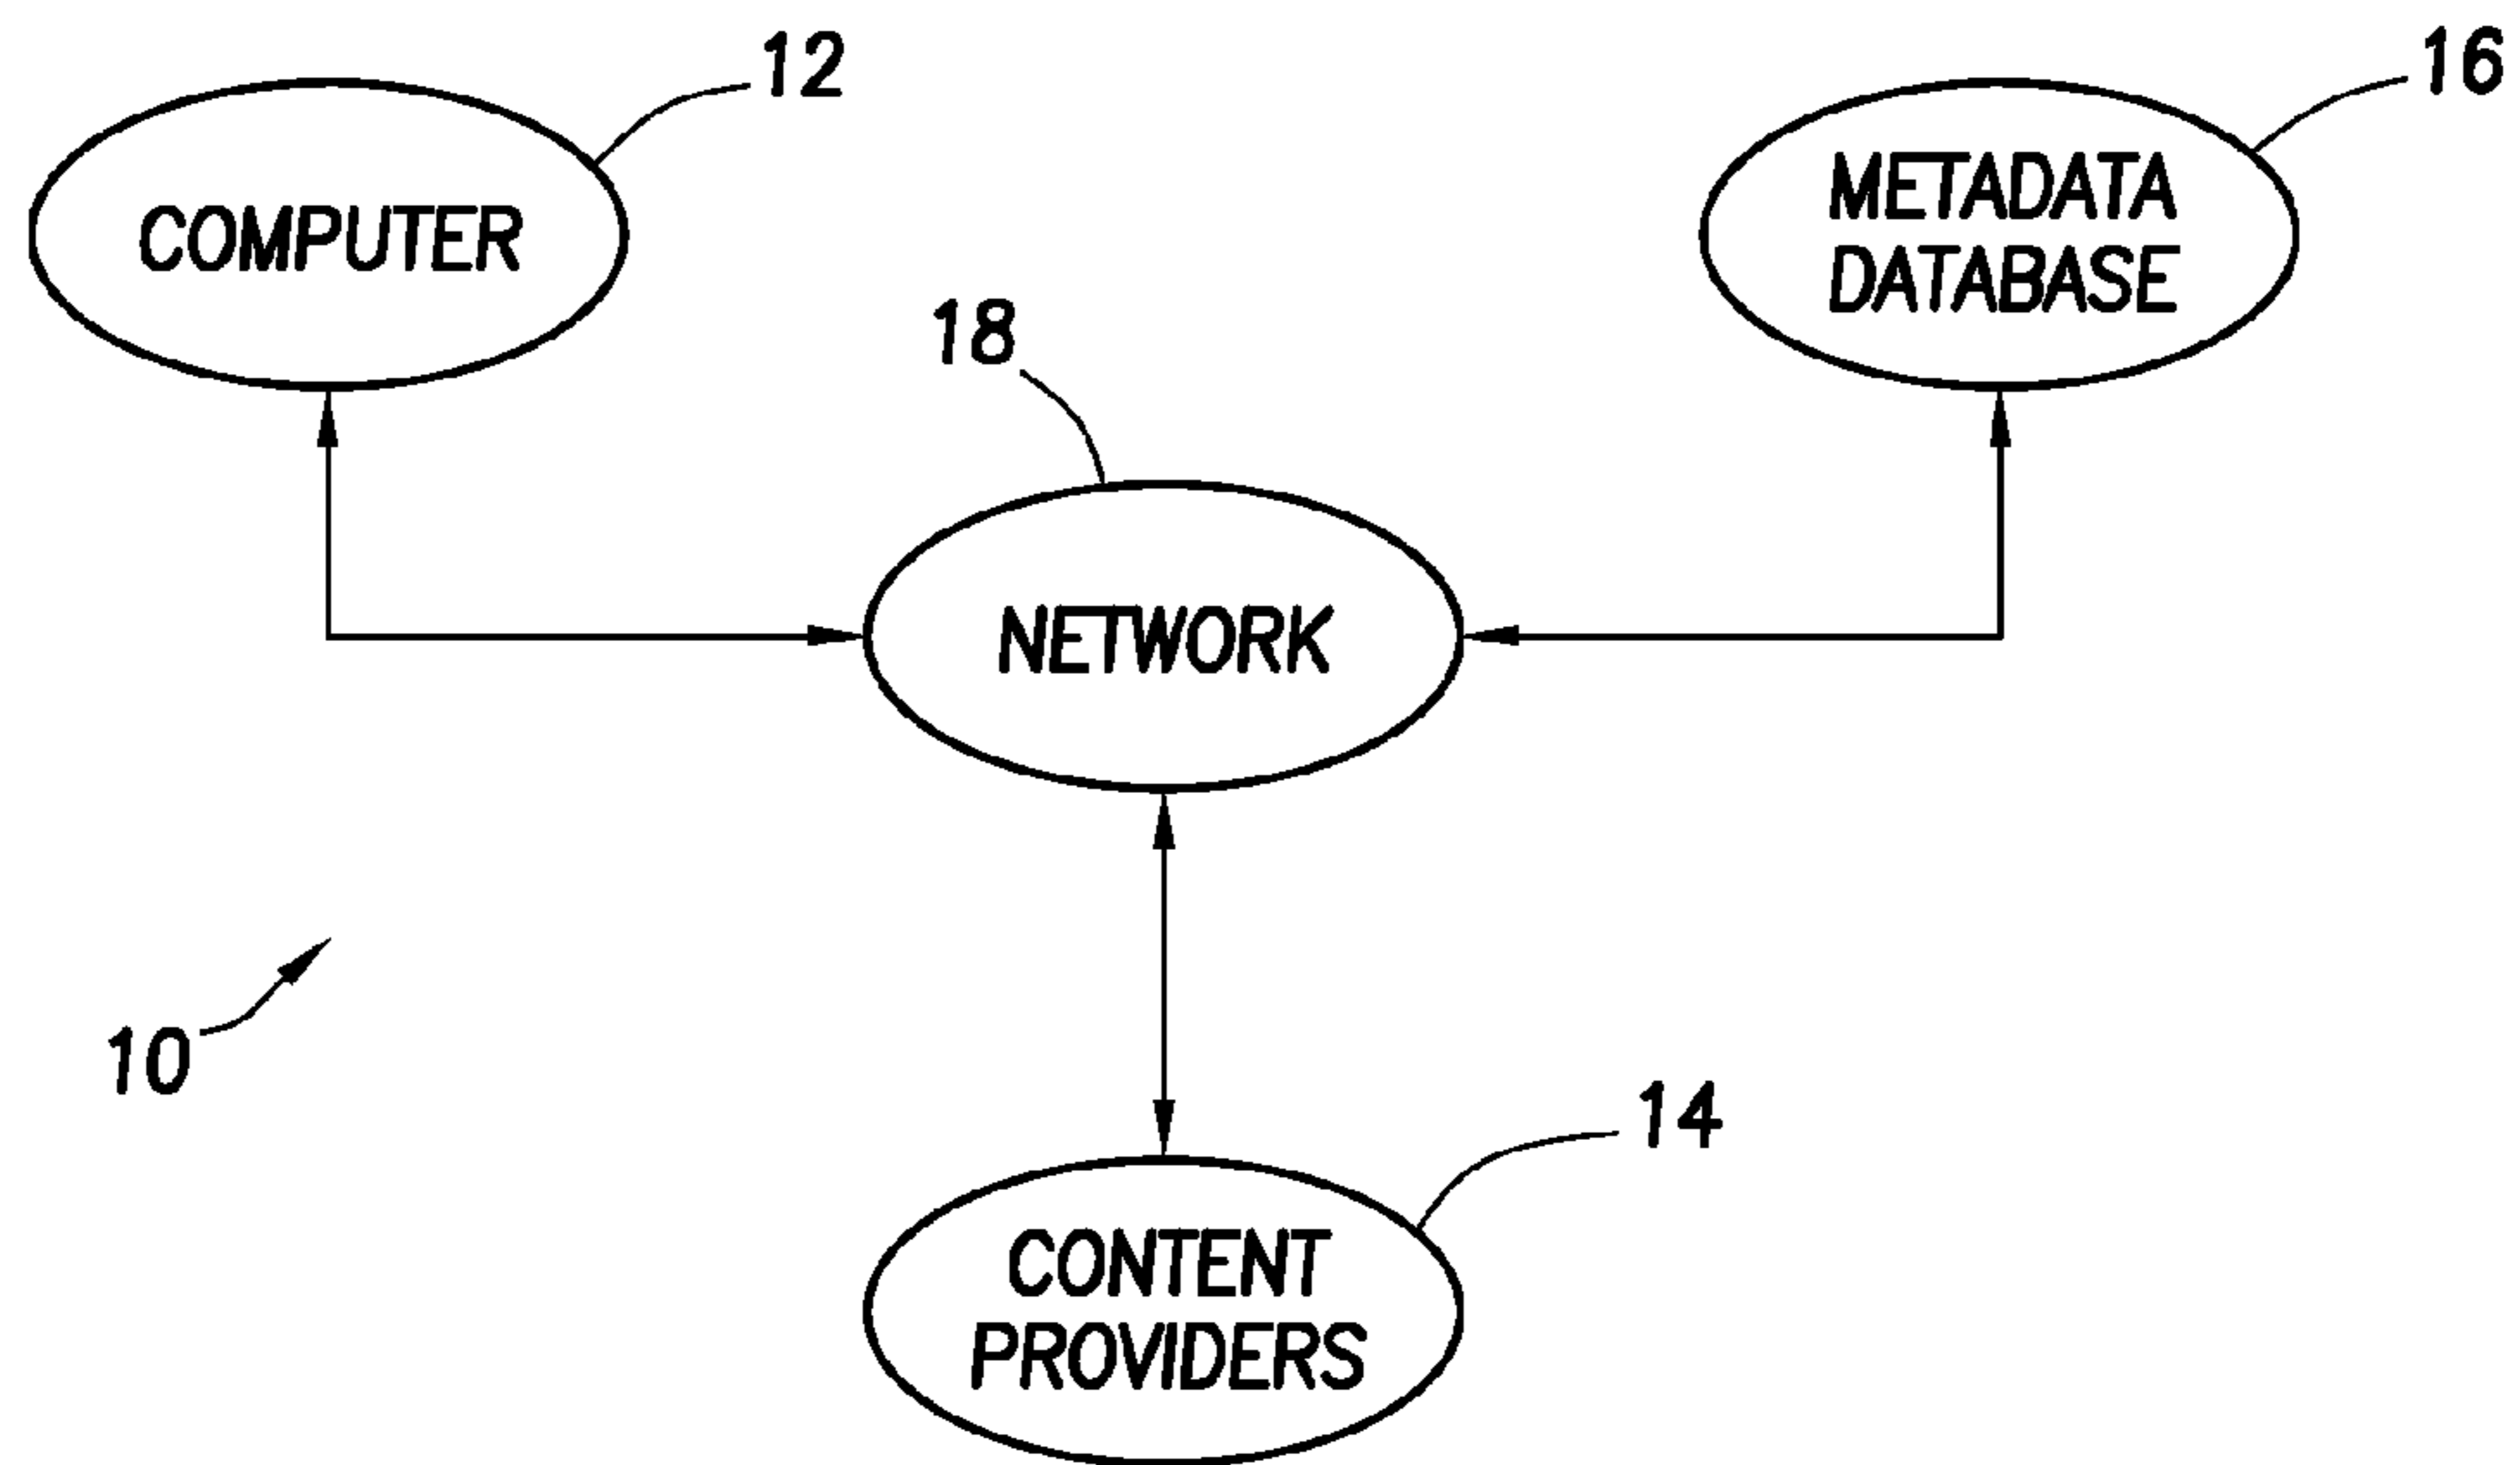 12
16
COMPUTER
METADATA
DATABASE
18
NETWORK
10
14
CONTENT
PROVIDERS